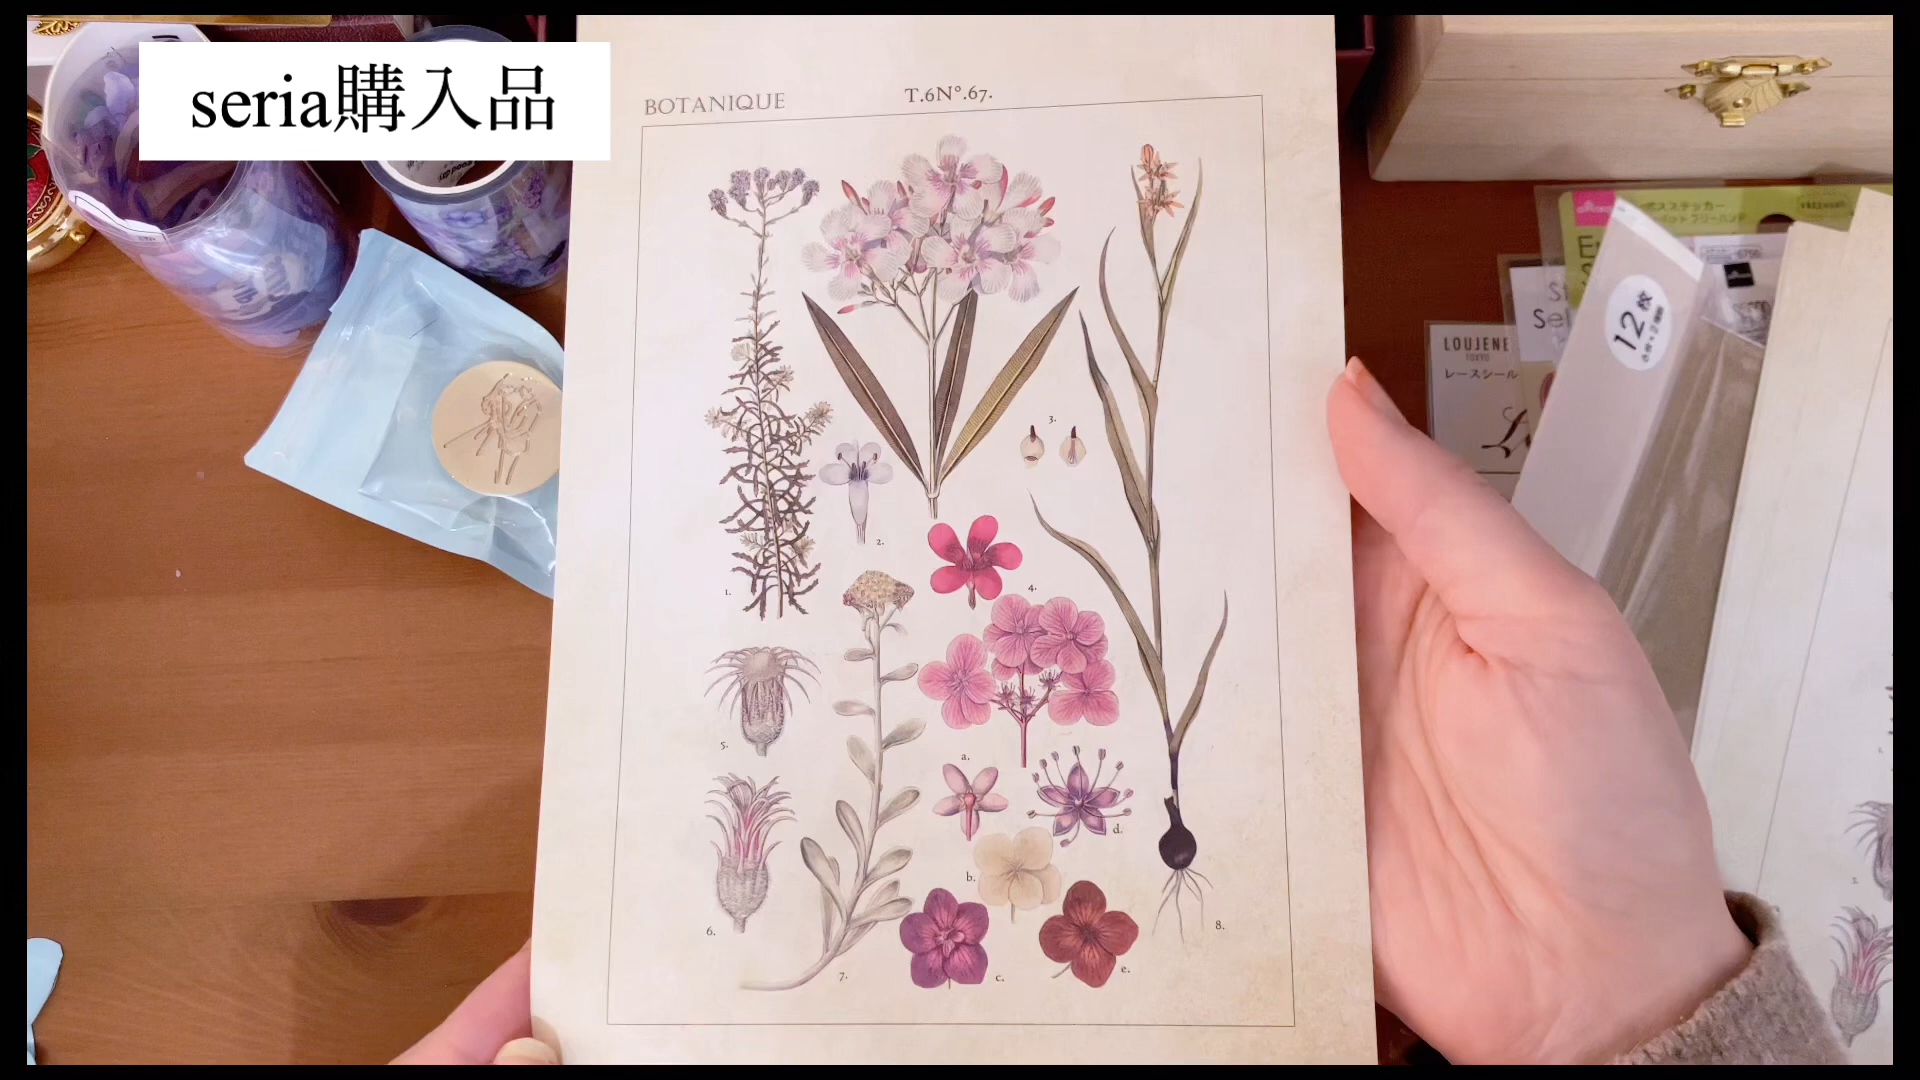 seria購入品
BOTANIQUE
T.6N°.67.
1.
2.
3.
4.
5.
6.
7.
8.
a.
b.
c.
d.
e.
LOUJENE
TOKYO
レースシール
12枚